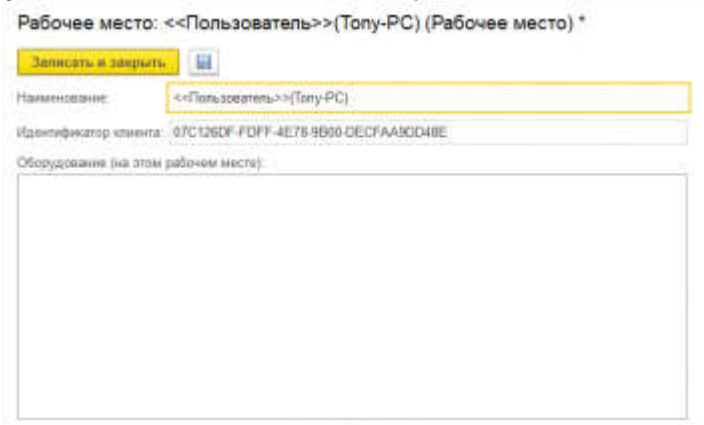 Рабочее место: <<Пользователь>>(Tony-PC) (Рабочее место) *
Записать и закрыть
Наименование: <<Пользователь>>(Tony-PC)
Идентификатор клиента: 07C126DF-FDFF-4E78-9B00-DECFAA9DD48E
Оборудование (на этом рабочем месте):